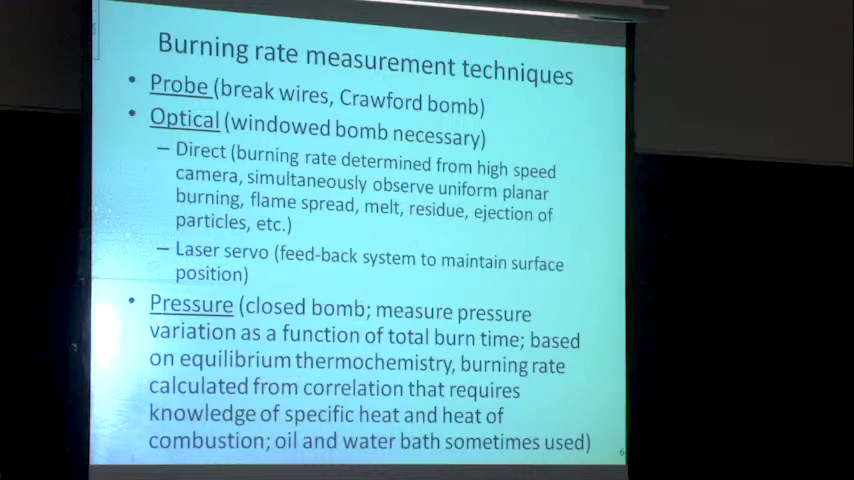 Burning rate measurement techniques
• Probe (break wires, Crawford bomb)
• Optical (windowed bomb necessary)
– Direct (burning rate determined from high speed
camera, simultaneously observe uniform planar
burning, flame spread, melt, residue, ejection of
particles, etc.)
– Laser servo (feed-back system to maintain surface
position)
• Pressure (closed bomb; measure pressure
variation as a function of total burn time; based
on equilibrium thermochemistry, burning rate
calculated from correlation that requires
knowledge of specific heat and heat of
combustion; oil and water bath sometimes used)
6